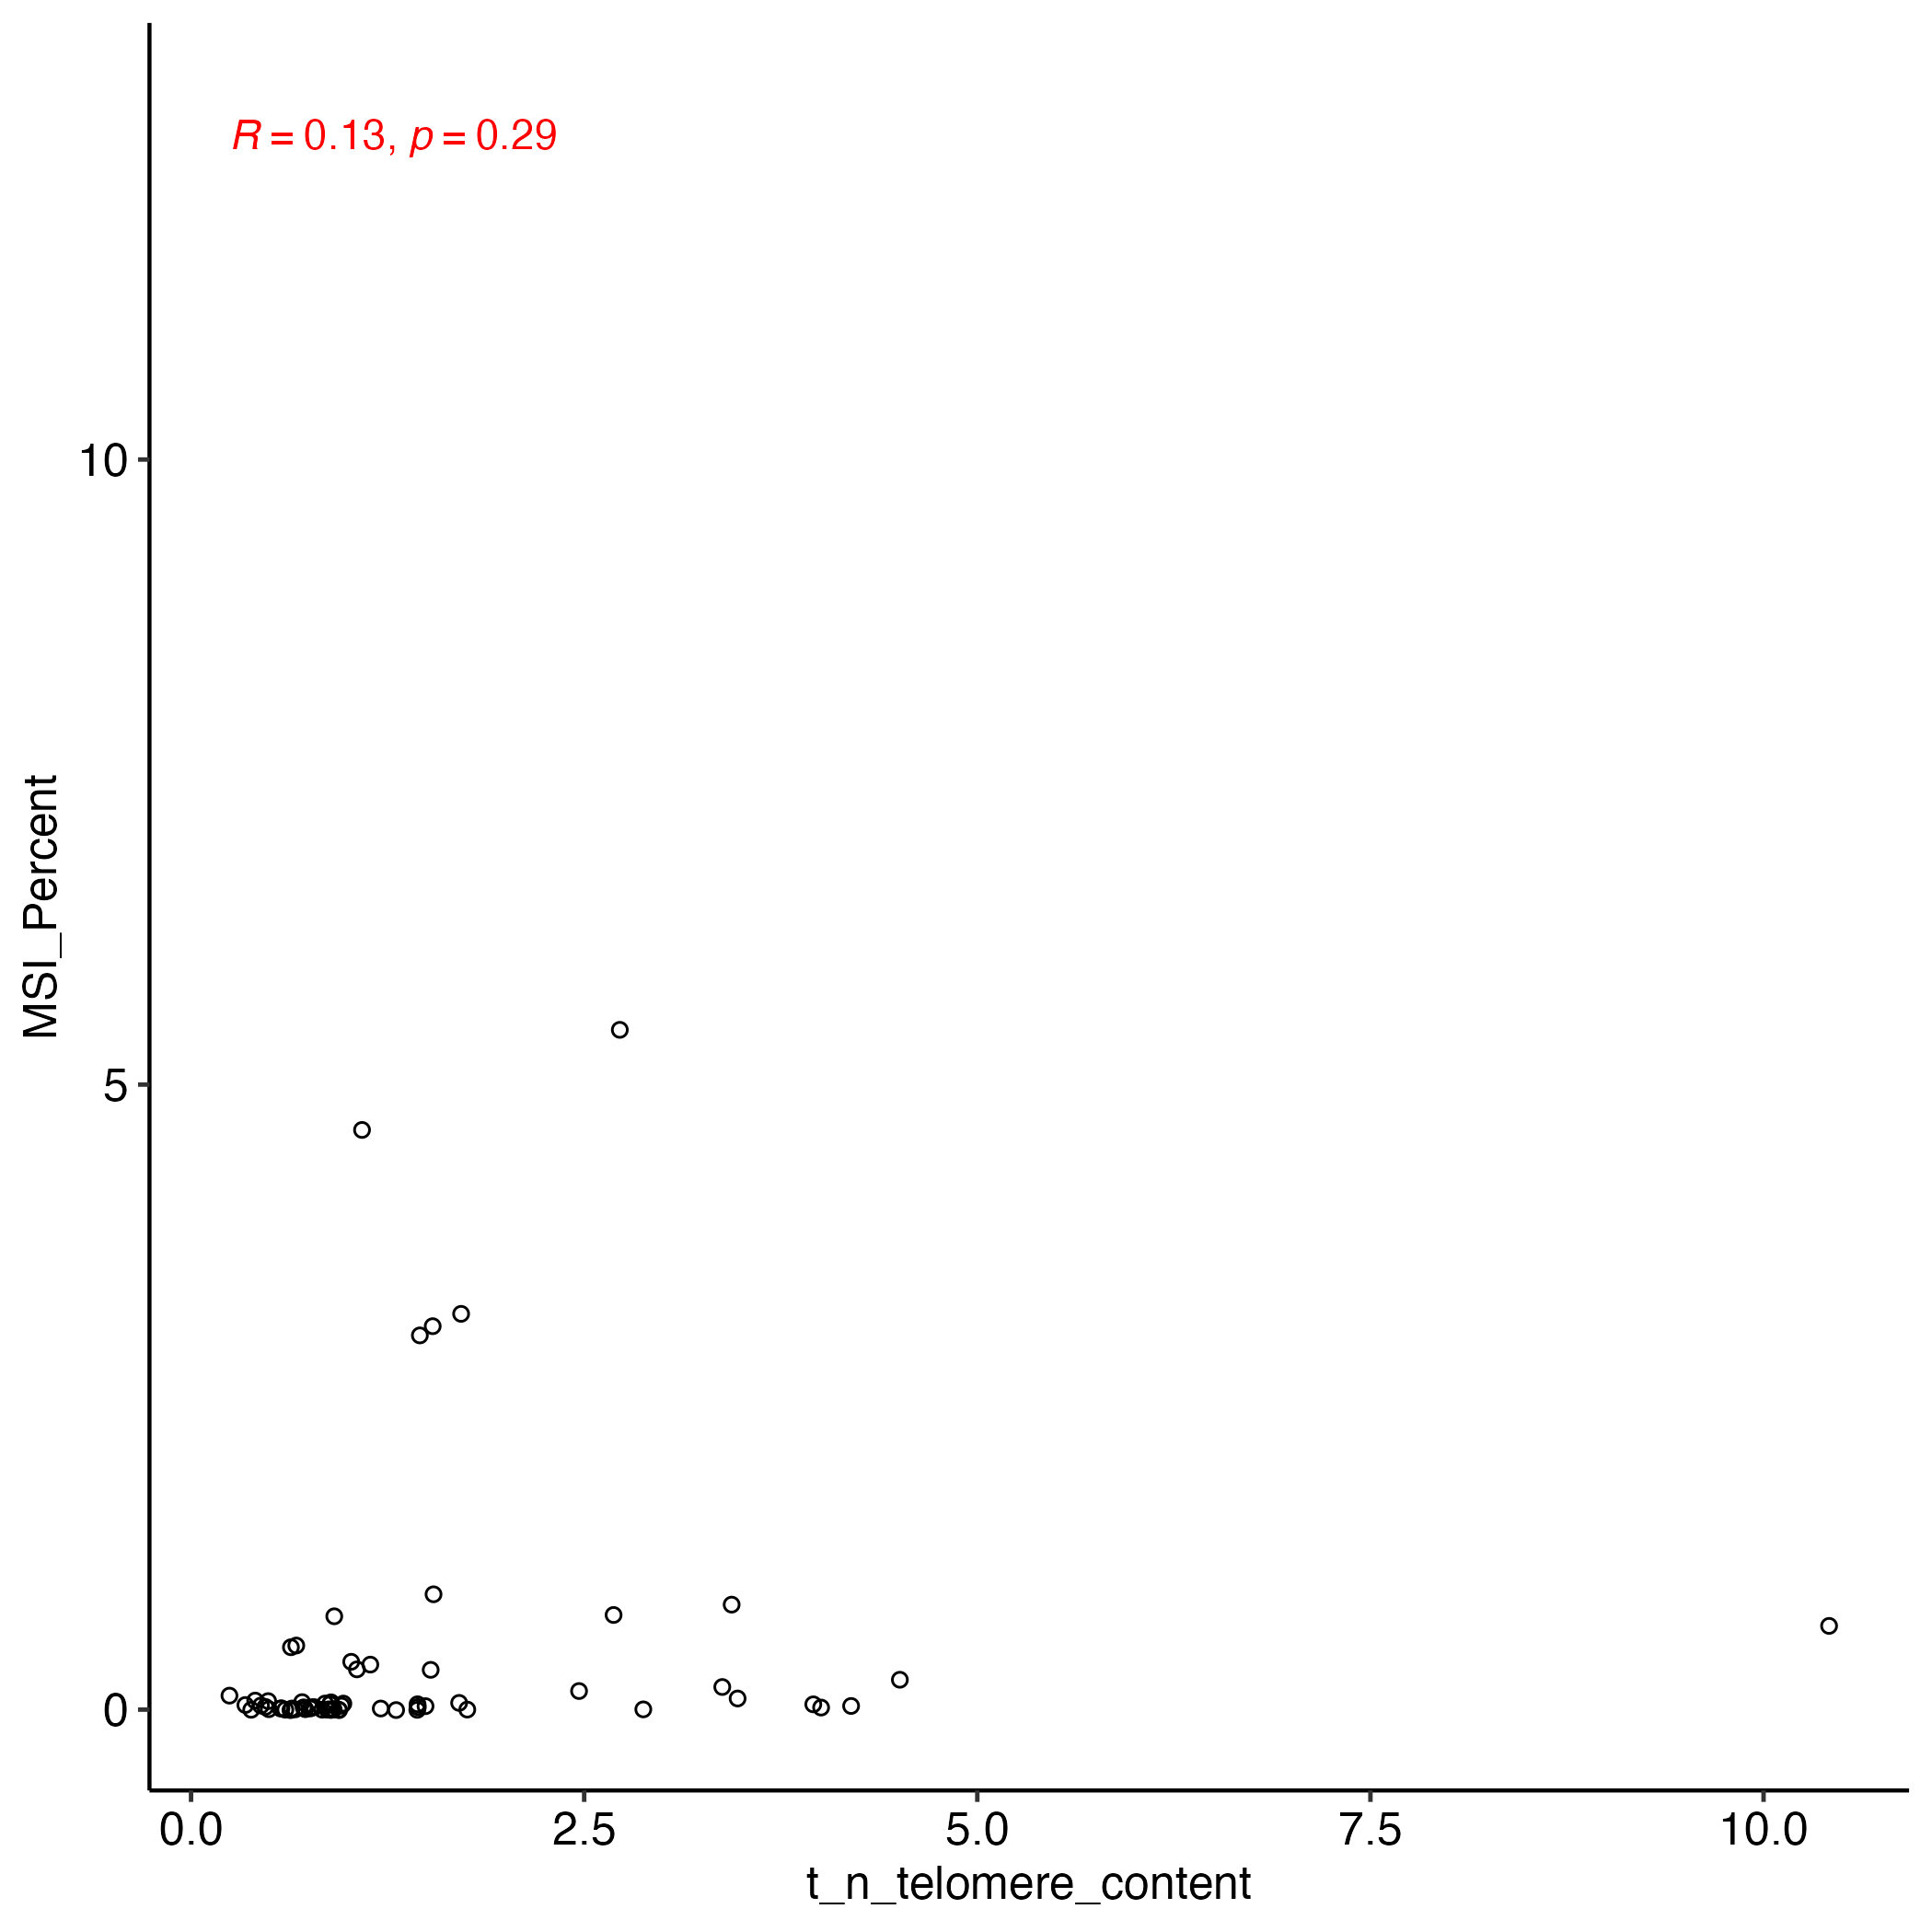 R = 0.13, p = 0.29
10
5
0
MSI_Percent
0.0 2.5 5.0 7.5 10.0
t_n_telomere_content